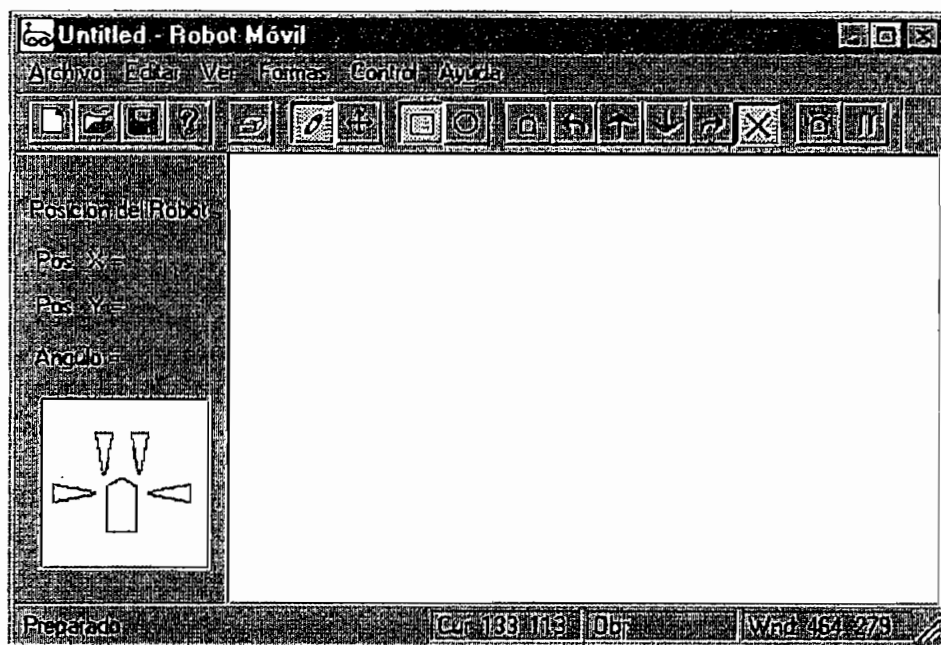 Untitled - Robot Móvil
Archivo Editar Ver Formas Control Ayuda
Posición del Robot
Pos. X =
Pos. Y =
Angulo =
Preparado Cur: 133, 113 Obj: Wnd: 464, 279